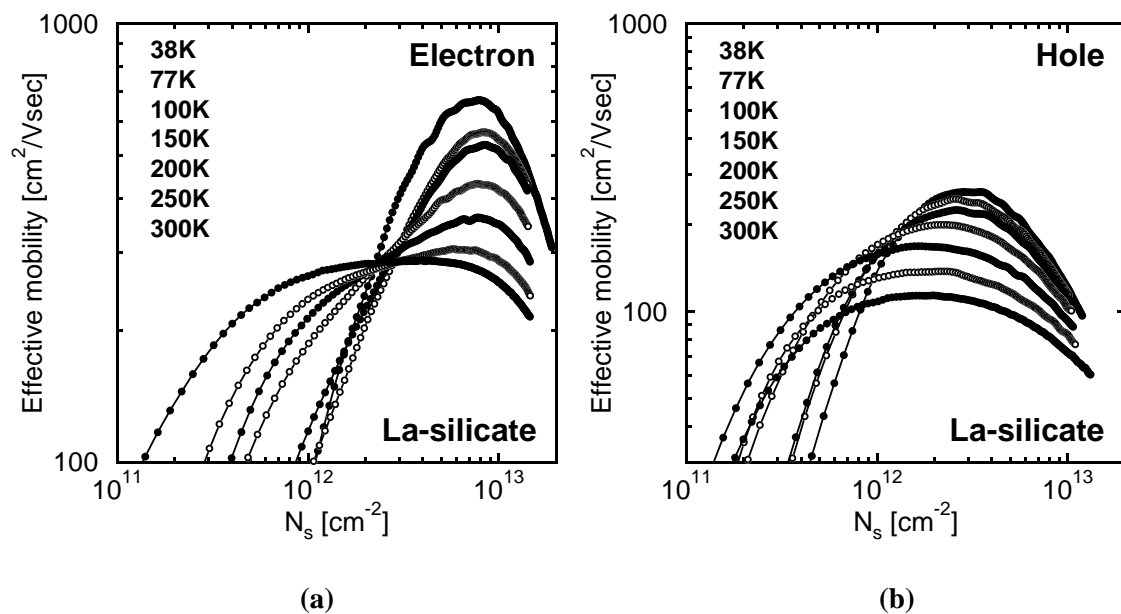 1000
Electron
38K
77K
100K
150K
200K
250K
300K
Effective mobility [cm²/Vsec]
La-silicate
100
10¹¹
10¹²
10¹³
Nₛ [cm⁻²]
(a)
1000
Hole
38K
77K
100K
150K
200K
250K
300K
Effective mobility [cm²/Vsec]
100
La-silicate
10¹¹
10¹²
10¹³
Nₛ [cm⁻²]
(b)